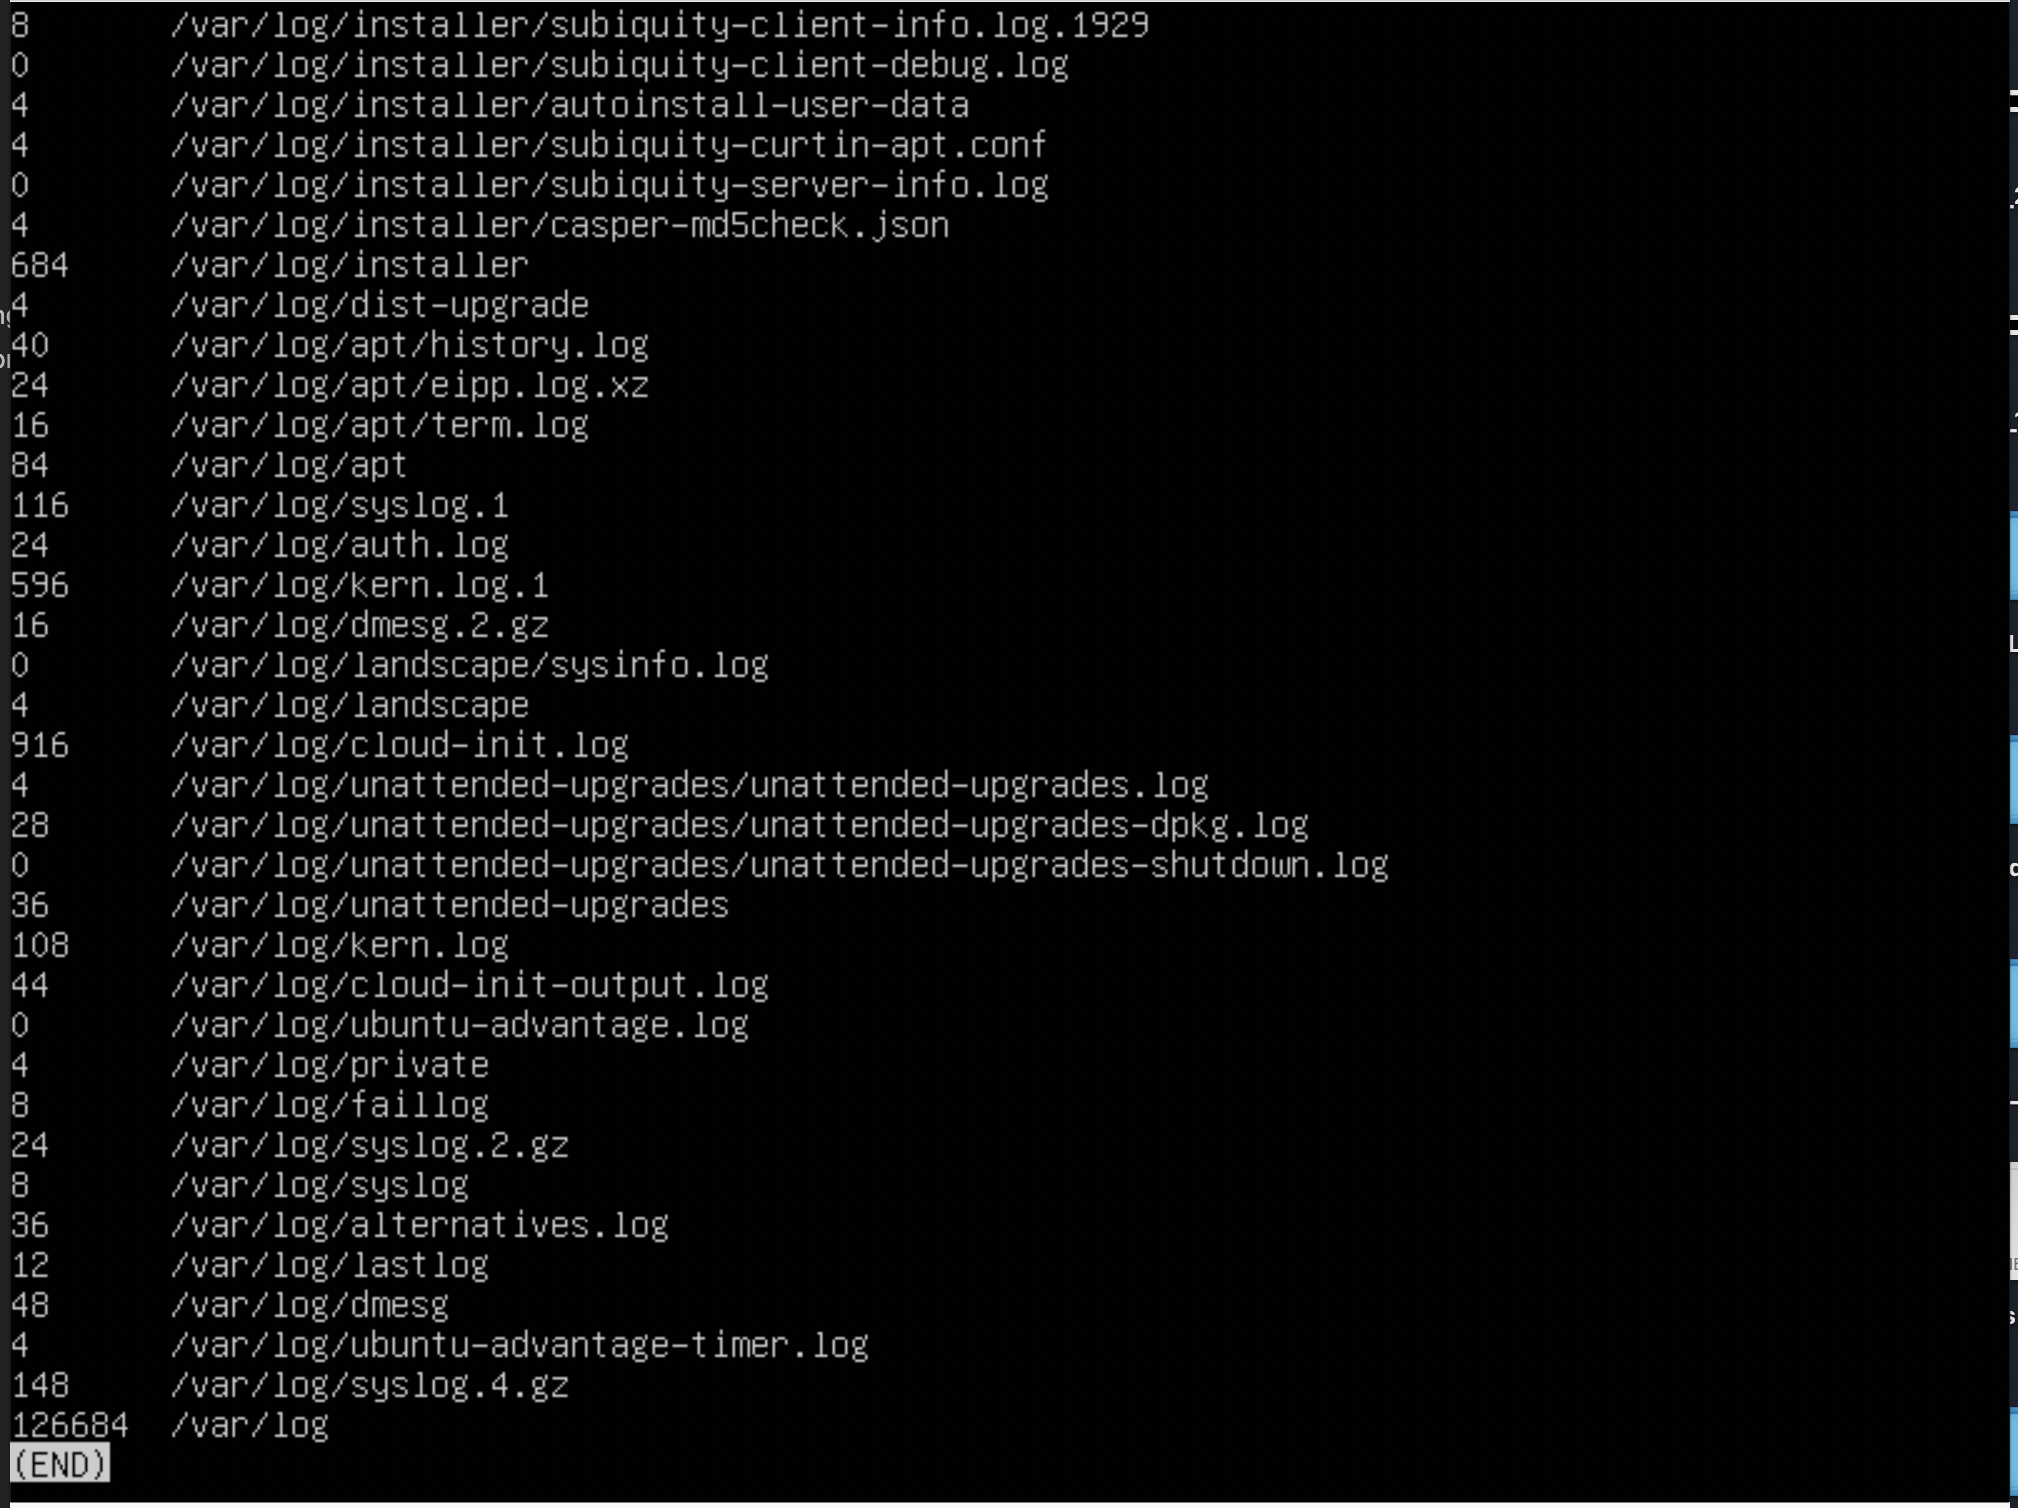 8 /var/log/installer/subiquity-client-info.log.1929
0 /var/log/installer/subiquity-client-debug.log
4 /var/log/installer/autoinstall-user-data
4 /var/log/installer/subiquity-curtin-apt.conf
0 /var/log/installer/subiquity-server-info.log
4 /var/log/installer/casper-md5check.json
684 /var/log/installer
4 /var/log/dist-upgrade
40 /var/log/apt/history.log
24 /var/log/apt/eipp.log.xz
16 /var/log/apt/term.log
84 /var/log/apt
116 /var/log/syslog.1
24 /var/log/auth.log
596 /var/log/kern.log.1
16 /var/log/dmesg.2.gz
0 /var/log/landscape/sysinfo.log
4 /var/log/landscape
916 /var/log/cloud-init.log
4 /var/log/unattended-upgrades/unattended-upgrades.log
28 /var/log/unattended-upgrades/unattended-upgrades-dpkg.log
0 /var/log/unattended-upgrades/unattended-upgrades-shutdown.log
36 /var/log/unattended-upgrades
108 /var/log/kern.log
44 /var/log/cloud-init-output.log
0 /var/log/ubuntu-advantage.log
4 /var/log/private
8 /var/log/faillog
24 /var/log/syslog.2.gz
8 /var/log/syslog
36 /var/log/alternatives.log
12 /var/log/lastlog
48 /var/log/dmesg
4 /var/log/ubuntu-advantage-timer.log
148 /var/log/syslog.4.gz
126684 /var/log
(END)